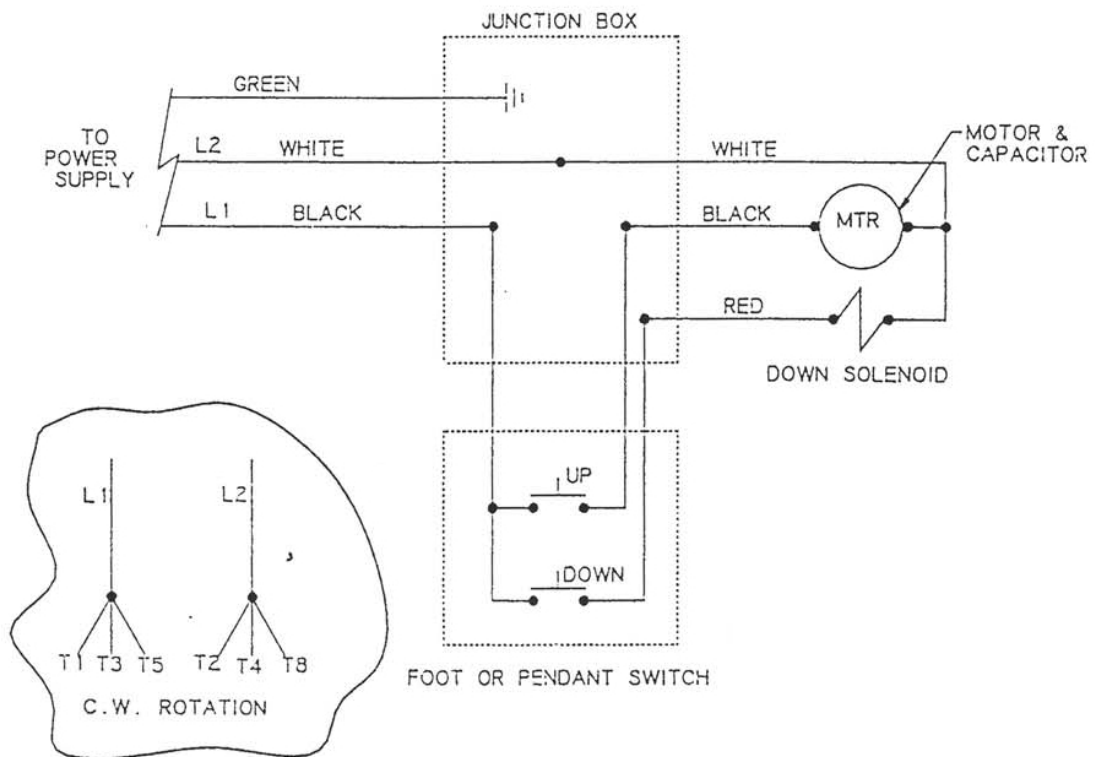 JUNCTION BOX
GREEN
TO
POWER
SUPPLY
L2 WHITE
WHITE
MOTOR &
CAPACITOR
L1 BLACK
BLACK
MTR
RED
DOWN SOLENOID
UP
DOWN
FOOT OR PENDANT SWITCH
L1 L2
T1 T3 T5 T2 T4 T8
C.W. ROTATION